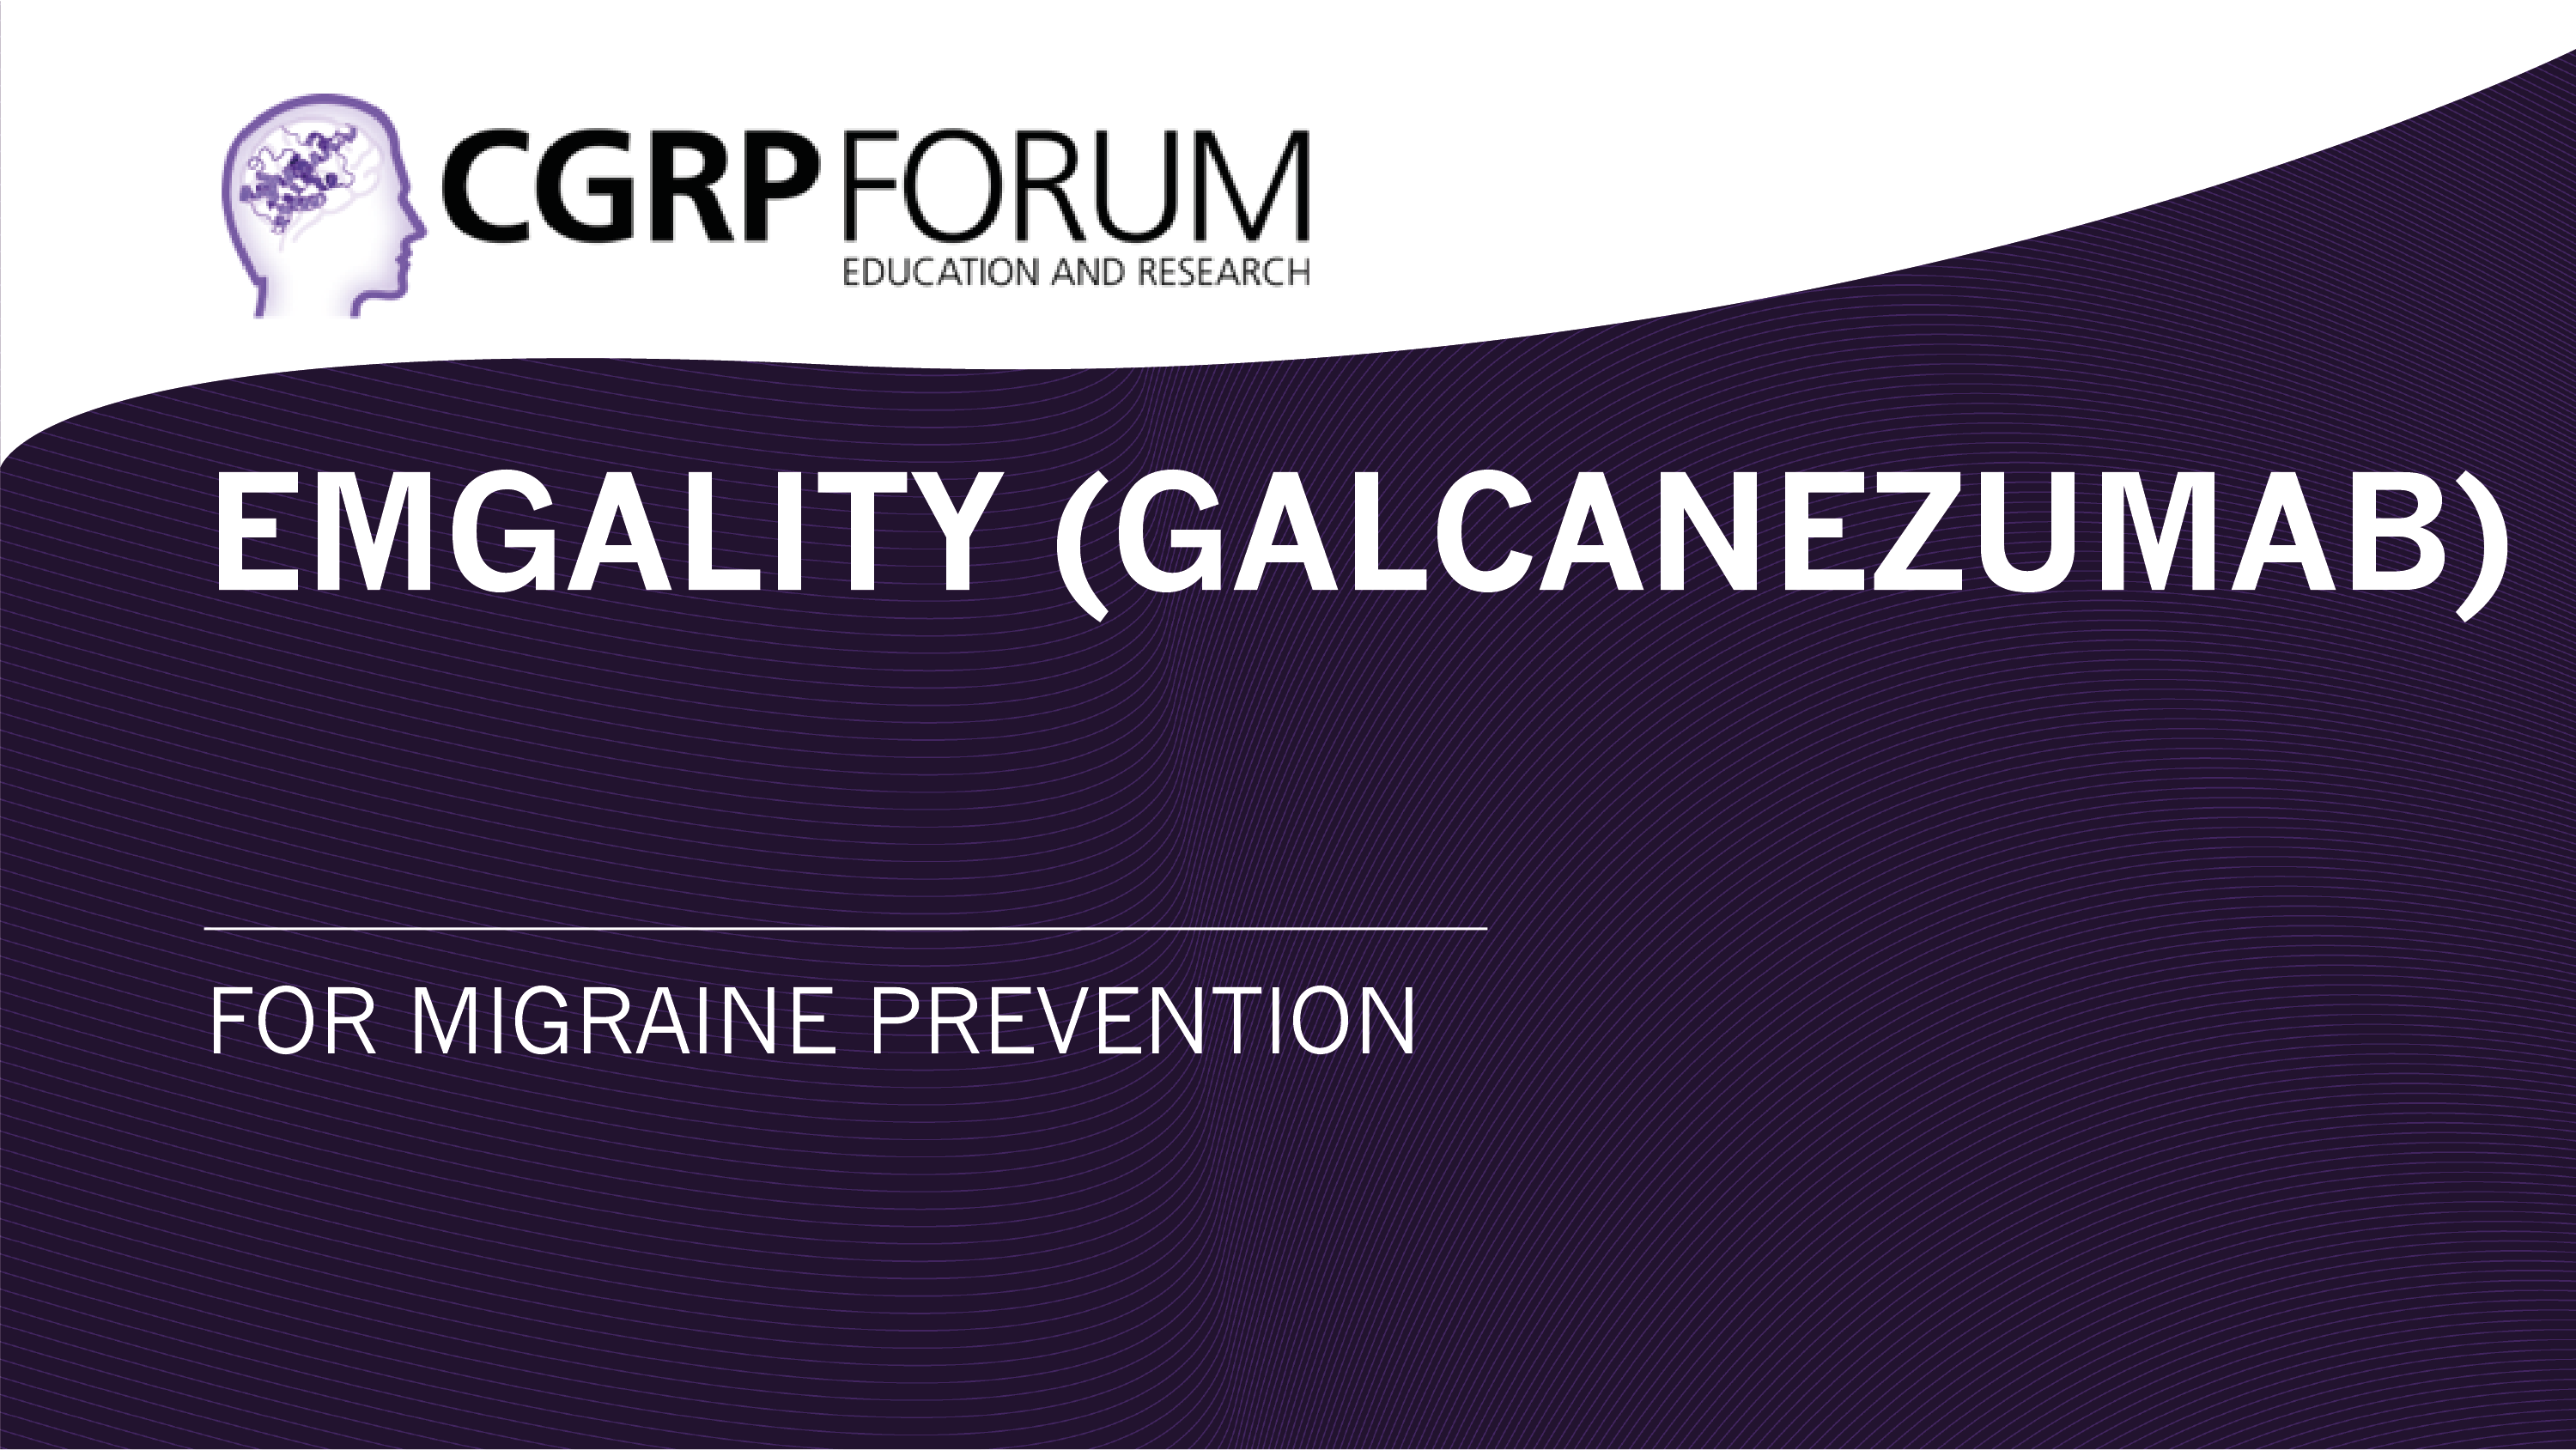 CGRP FORUM
EDUCATION AND RESEARCH
EMGALITY (GALCANEZUMAB)
FOR MIGRAINE PREVENTION